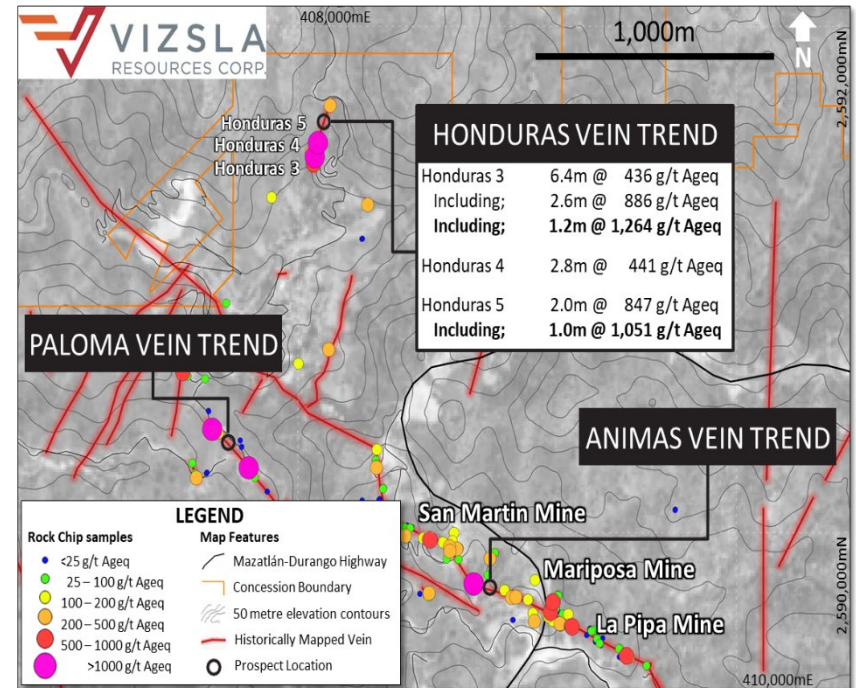 VIZSLA
RESOURCES CORP.
408,000mE
1,000m
N
2,592,000mN
Honduras 5
Honduras 4
Honduras 3
HONDURAS VEIN TREND
Honduras 3 6.4m @ 436 g/t Ageq
Including; 2.6m @ 886 g/t Ageq
Including; 1.2m @ 1,264 g/t Ageq
Honduras 4 2.8m @ 441 g/t Ageq
Honduras 5 2.0m @ 847 g/t Ageq
Including; 1.0m @ 1,051 g/t Ageq
PALOMA VEIN TREND
ANIMAS VEIN TREND
San Martin Mine
Mariposa Mine
La Pipa Mine
2,590,000mN
410,000mE
LEGEND
Rock Chip samples
<25 g/t Ageq
25 – 100 g/t Ageq
100 – 200 g/t Ageq
200 – 500 g/t Ageq
500 – 1000 g/t Ageq
>1000 g/t Ageq
Map Features
Mazatlán-Durango Highway
Concession Boundary
50 metre elevation contours
Historically Mapped Vein
Prospect Location